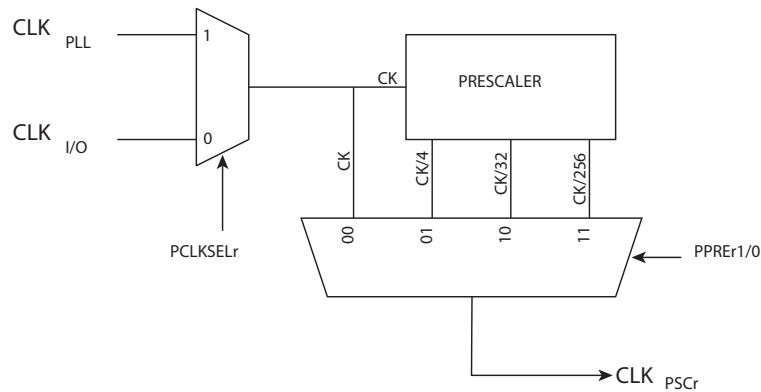 CLK PLL
1
CK
PRESCALER
CLK I/O
0
CK
CK/4
CK/32
CK/256
00
01
10
11
PCLKSELr
PPREr1/0
CLK PSCr